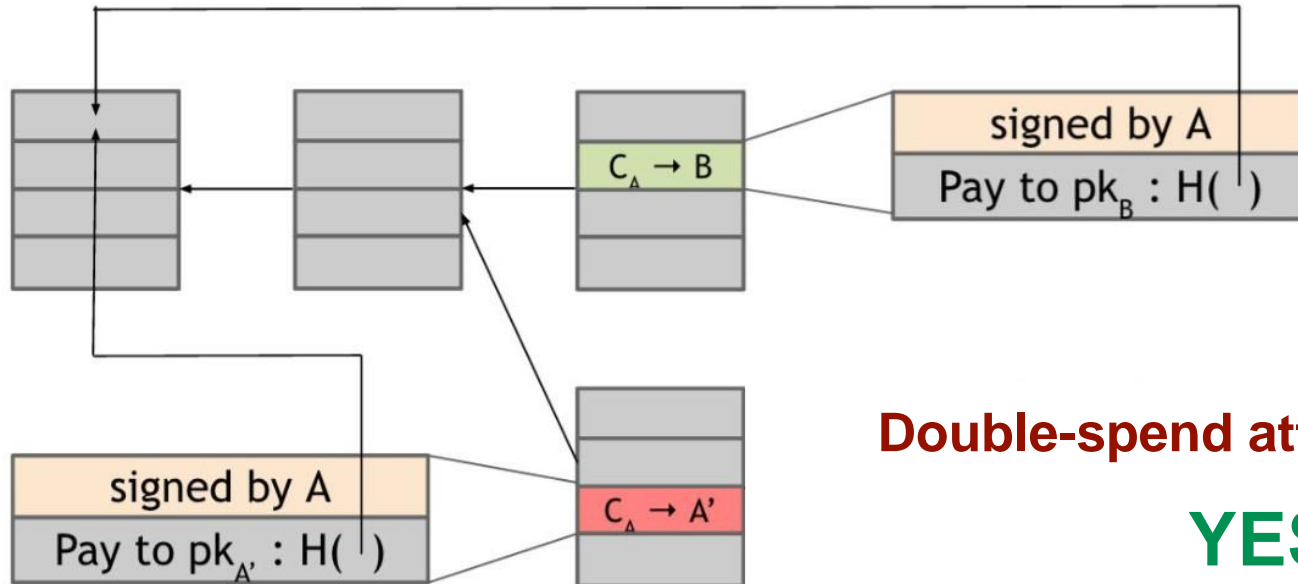 signed by A
C_A → B
Pay to pk_B : H( )
Double-spend att
signed by A
C_A → A’
Pay to pk_A’ : H( )
YES